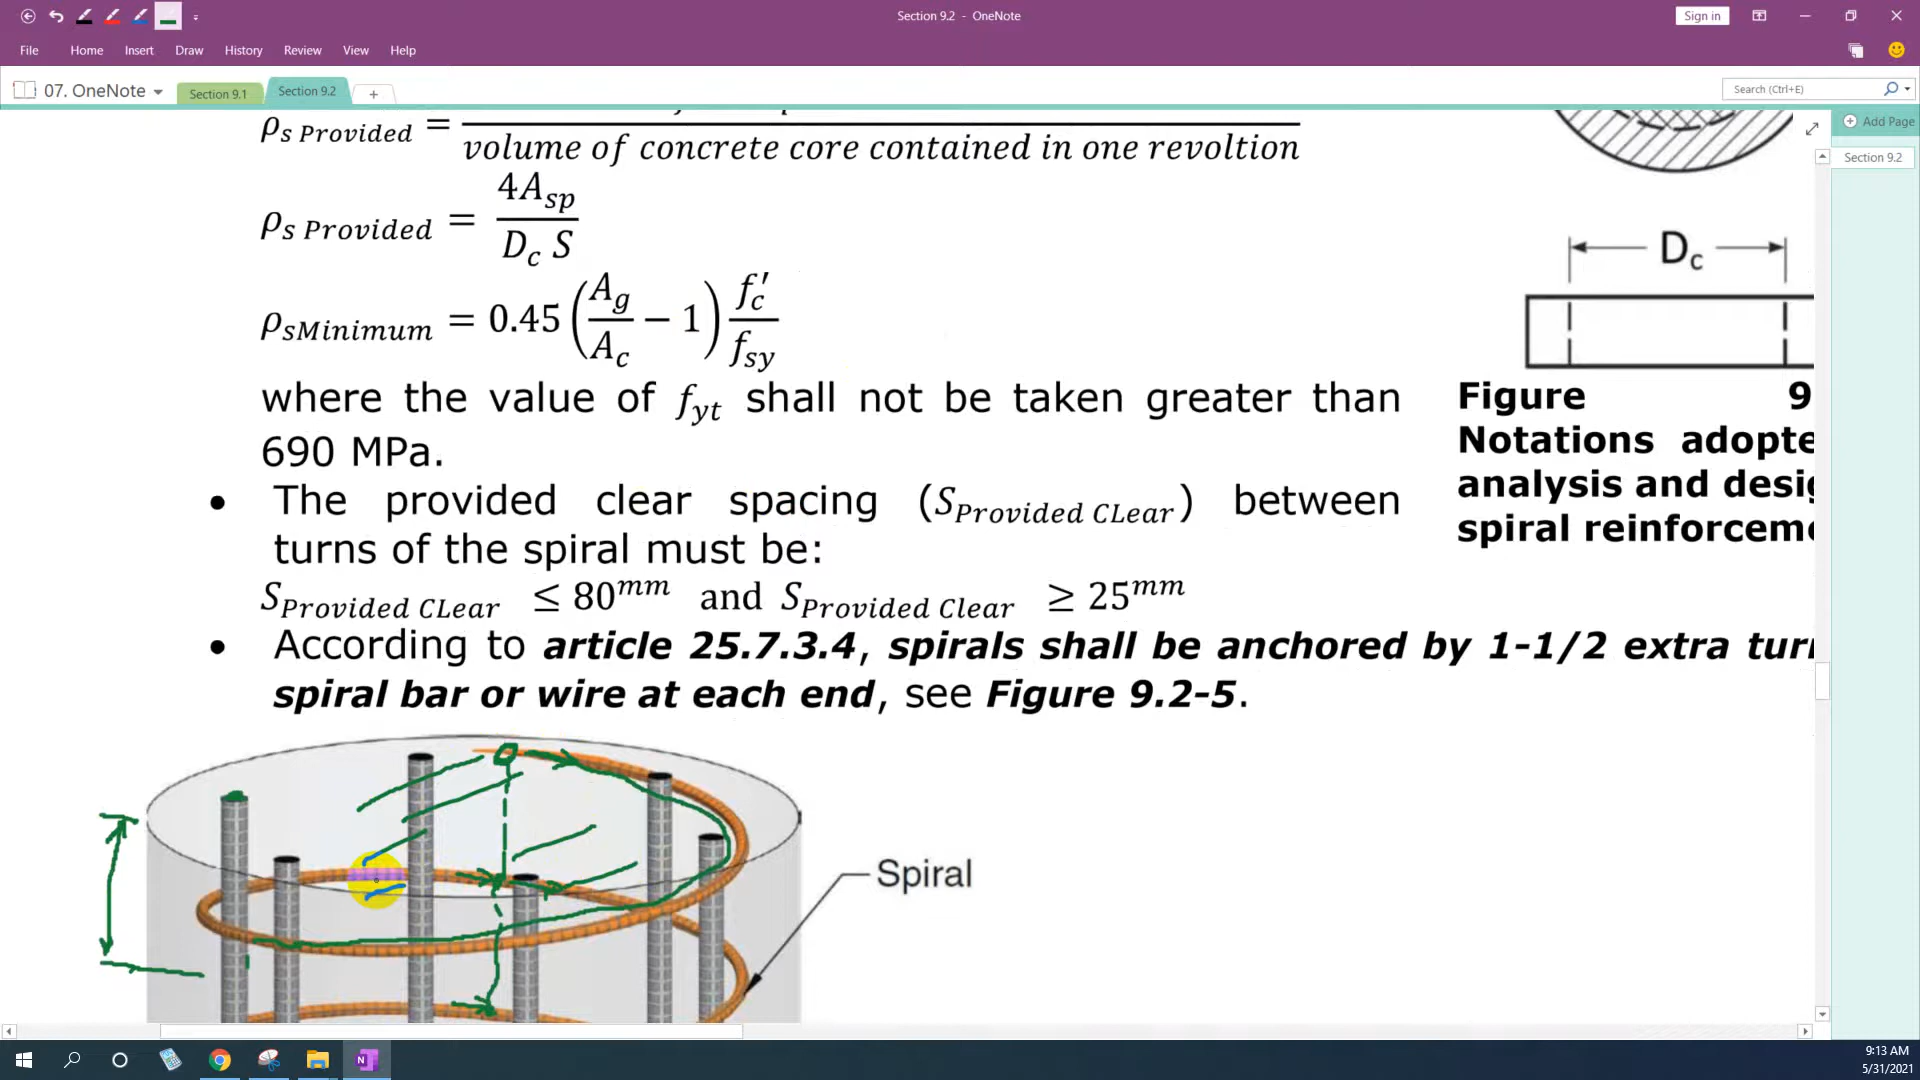 Section 9.2 - OneNote
Sign in
File Home Insert Draw History Review View Help
07. OneNote Section 9.1 Section 9.2 +
Search (Ctrl+E)
Add Page
Section 9.2
ρs Provided = volume of concrete core contained in one revoltion
ρs Provided = 4Asp / Dc S
Dc
ρsMinimum = 0.45 (Ag / Ac − 1) f′c / fsy
where the value of fyt shall not be taken greater than
690 MPa.
Figure 9
Notations adopte
analysis and desig
spiral reinforceme
• The provided clear spacing (SProvided CLear) between
turns of the spiral must be:
SProvided CLear ≤ 80mm and SProvided Clear ≥ 25mm
• According to article 25.7.3.4, spirals shall be anchored by 1-1/2 extra turn
spiral bar or wire at each end, see Figure 9.2-5.
Spiral
9:13 AM
5/31/2021